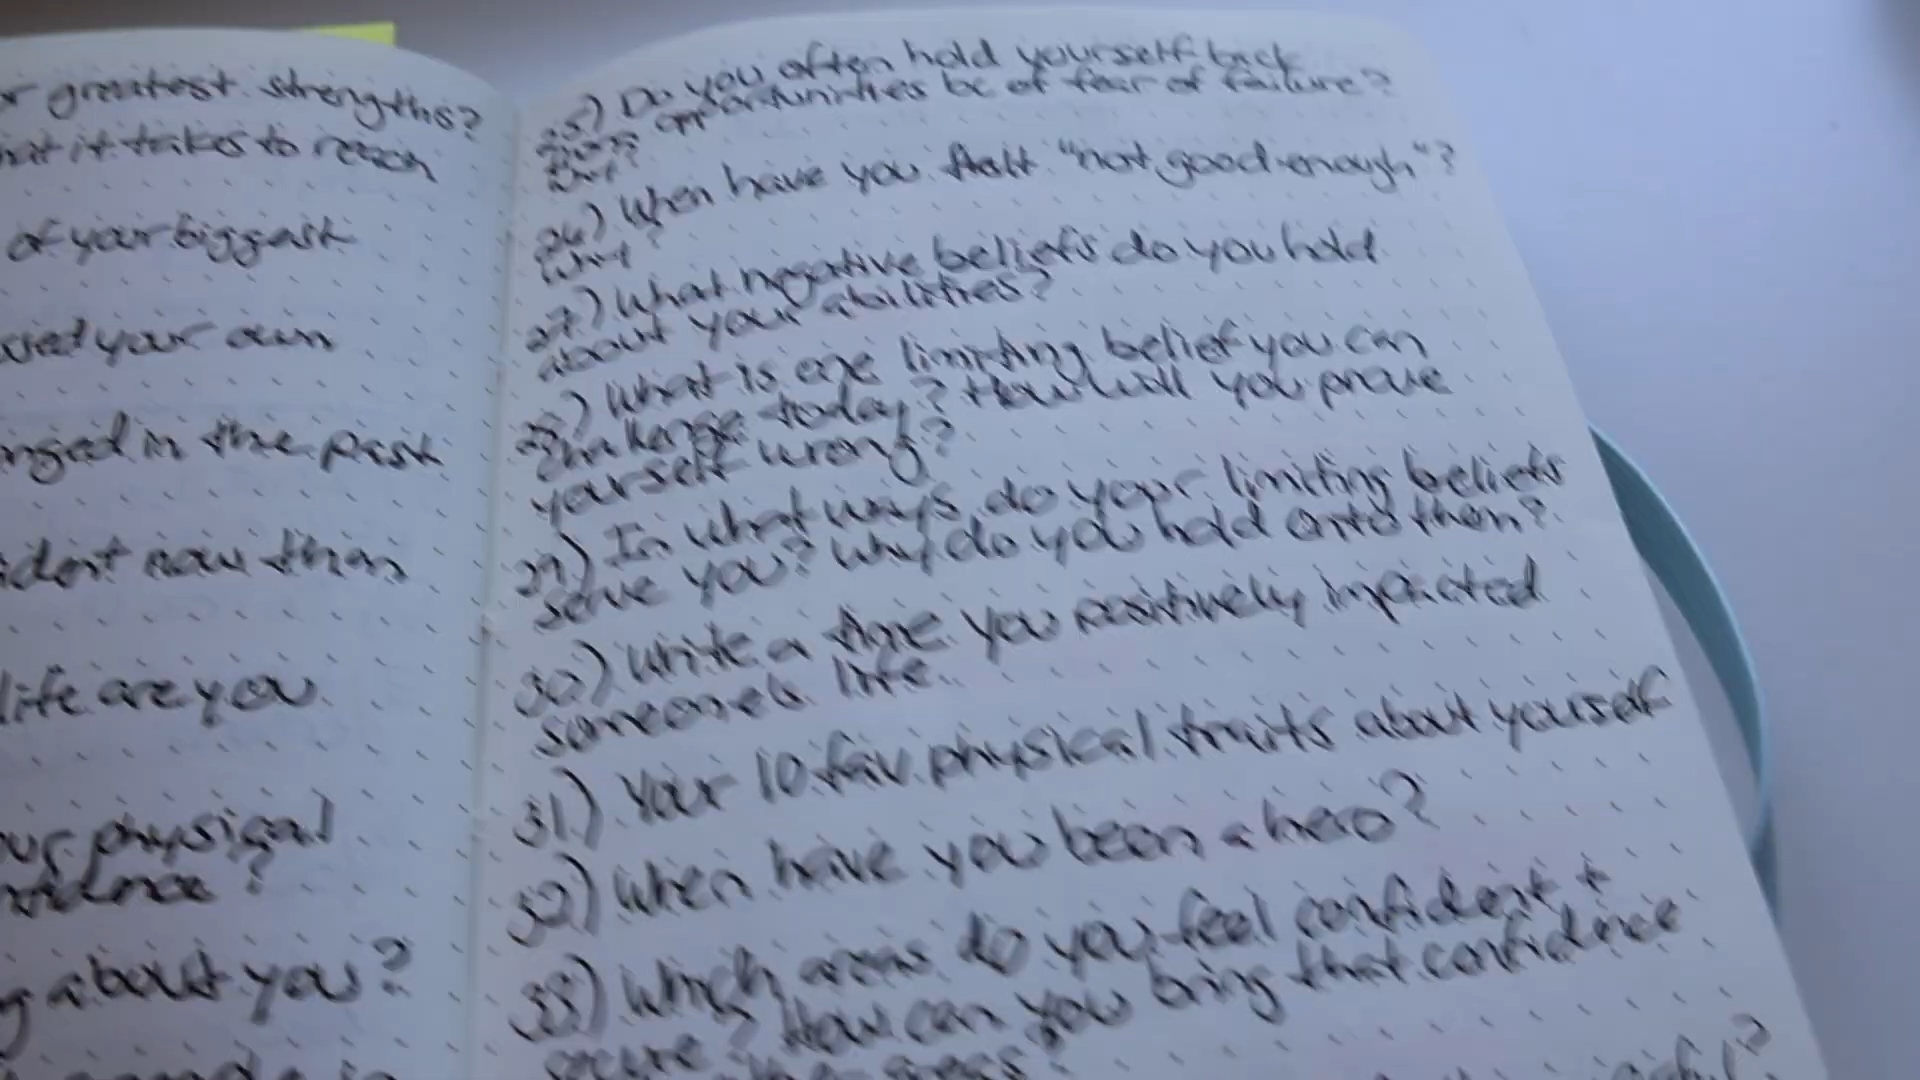 greatest strengths?
it takes to reach
of your biggest
your own
in the past
now than
life are you
physical
about you?
25) Do you often hold yourself back
from opportunities bc of fear of failure?
Why?
26) When have you felt "not good enough"?
Why?
27) What negative beliefs do you hold
about your abilities?
28) What is one limiting belief you can
challenge today? How will you prove
yourself wrong?
29) In what ways do your limiting beliefs
serve you? Why do you hold onto them?
30) Write a time you positively impacted
someone's life.
31) Your 10 fav physical traits about yourself
32) When have you been a hero?
33) Which areas do you feel confident +
secure? How can you bring that confidence
areas?